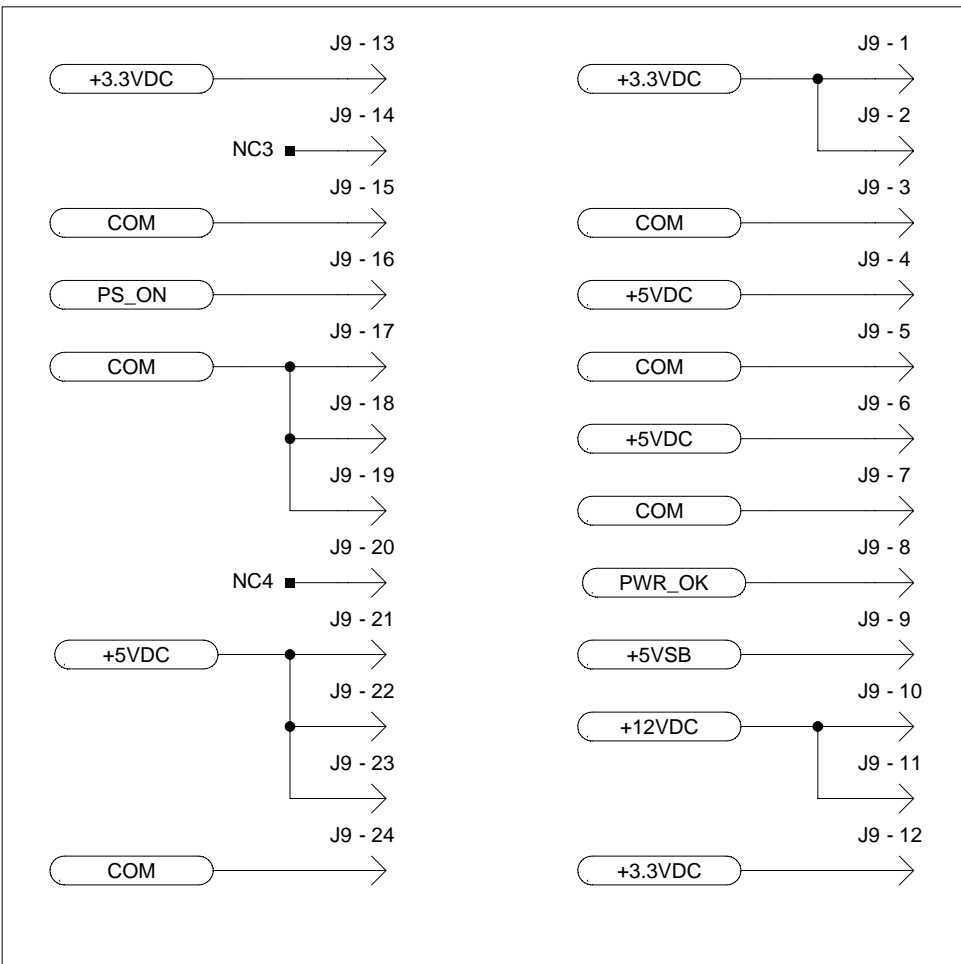 J9 - 13
+3.3VDC
J9 - 14
NC3
J9 - 15
COM
J9 - 16
PS_ON
J9 - 17
COM
J9 - 18
J9 - 19
J9 - 20
NC4
J9 - 21
+5VDC
J9 - 22
J9 - 23
J9 - 24
COM
J9 - 1
+3.3VDC
J9 - 2
J9 - 3
COM
J9 - 4
+5VDC
J9 - 5
COM
J9 - 6
+5VDC
J9 - 7
COM
J9 - 8
PWR_OK
J9 - 9
+5VSB
J9 - 10
+12VDC
J9 - 11
J9 - 12
+3.3VDC